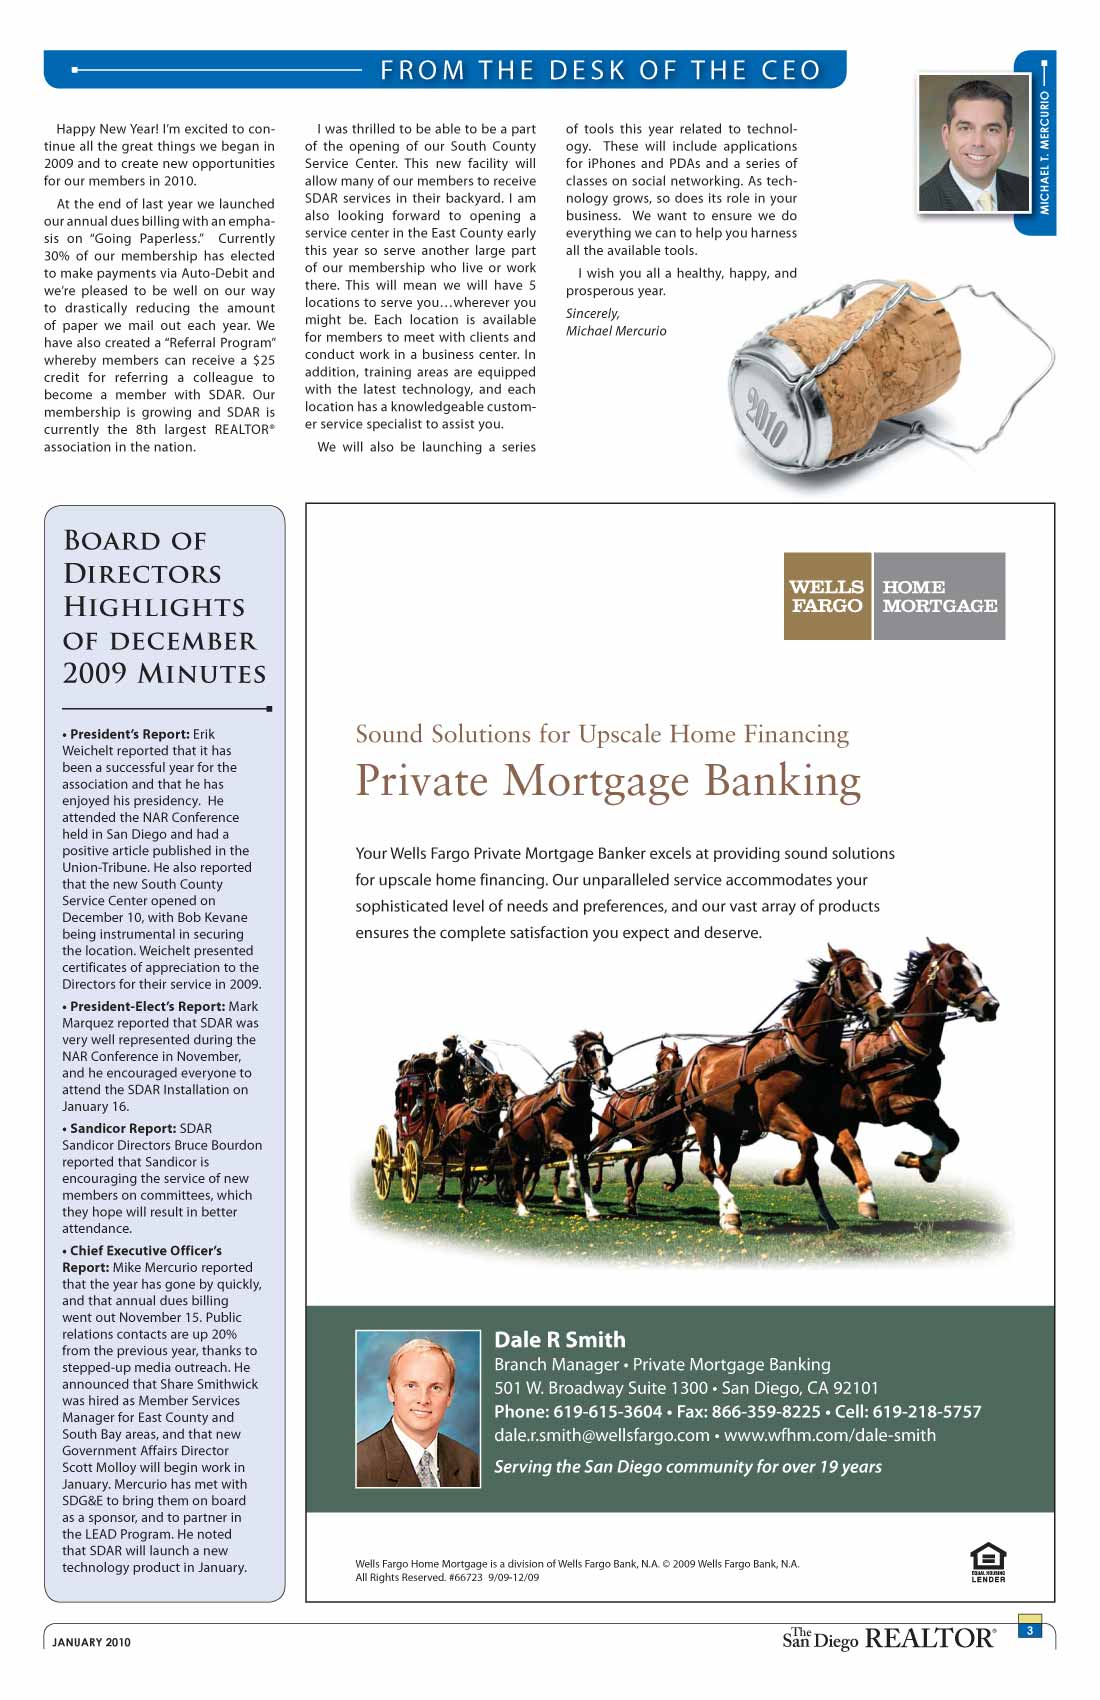 FROM THE DESK OF THE CEO
MICHAEL T. MERCURIO
Happy New Year! I'm excited to con-
tinue all the great things we began in
2009 and to create new opportunities
for our members in 2010.
At the end of last year we launched
our annual dues billing with an empha-
sis on “Going Paperless.” Currently
30% of our membership has elected
to make payments via Auto-Debit and
we're pleased to be well on our way
to drastically reducing the amount
of paper we mail out each year. We
have also created a “Referral Program”
whereby members can receive a $25
credit for referring a colleague to
become a member with SDAR. Our
membership is growing and SDAR is
currently the 8th largest REALTOR®
association in the nation.
I was thrilled to be able to be a part
of the opening of our South County
Service Center. This new facility will
allow many of our members to receive
SDAR services in their backyard. I am
also looking forward to opening a
service center in the East County early
this year so serve another large part
of our membership who live or work
there. This will mean we will have 5
locations to serve you…wherever you
might be. Each location is available
for members to meet with clients and
conduct work in a business center. In
addition, training areas are equipped
with the latest technology, and each
location has a knowledgeable custom-
er service specialist to assist you.
We will also be launching a series
of tools this year related to technol-
ogy. These will include applications
for iPhones and PDAs and a series of
classes on social networking. As tech-
nology grows, so does its role in your
business. We want to ensure we do
everything we can to help you harness
all the available tools.
I wish you all a healthy, happy, and
prosperous year.
Sincerely,
Michael Mercurio
2010
BOARD OF
DIRECTORS
HIGHLIGHTS
OF DECEMBER
2009 MINUTES
• President's Report: Erik
Weichelt reported that it has
been a successful year for the
association and that he has
enjoyed his presidency. He
attended the NAR Conference
held in San Diego and had a
positive article published in the
Union-Tribune. He also reported
that the new South County
Service Center opened on
December 10, with Bob Kevane
being instrumental in securing
the location. Weichelt presented
certificates of appreciation to the
Directors for their service in 2009.
• President-Elect's Report: Mark
Marquez reported that SDAR was
very well represented during the
NAR Conference in November,
and he encouraged everyone to
attend the SDAR Installation on
January 16.
• Sandicor Report: SDAR
Sandicor Directors Bruce Bourdon
reported that Sandicor is
encouraging the service of new
members on committees, which
they hope will result in better
attendance.
• Chief Executive Officer's
Report: Mike Mercurio reported
that the year has gone by quickly,
and that annual dues billing
went out November 15. Public
relations contacts are up 20%
from the previous year, thanks to
stepped-up media outreach. He
announced that Share Smithwick
was hired as Member Services
Manager for East County and
South Bay areas, and that new
Government Affairs Director
Scott Molloy will begin work in
January. Mercurio has met with
SDG&E to bring them on board
as a sponsor, and to partner in
the LEAD Program. He noted
that SDAR will launch a new
technology product in January.
WELLS FARGO
HOME MORTGAGE
Sound Solutions for Upscale Home Financing
Private Mortgage Banking
Your Wells Fargo Private Mortgage Banker excels at providing sound solutions
for upscale home financing. Our unparalleled service accommodates your
sophisticated level of needs and preferences, and our vast array of products
ensures the complete satisfaction you expect and deserve.
Dale R Smith
Branch Manager • Private Mortgage Banking
501 W. Broadway Suite 1300 • San Diego, CA 92101
Phone: 619-615-3604 • Fax: 866-359-8225 • Cell: 619-218-5757
dale.r.smith@wellsfargo.com • www.wfhm.com/dale-smith
Serving the San Diego community for over 19 years
Wells Fargo Home Mortgage is a division of Wells Fargo Bank, N.A. © 2009 Wells Fargo Bank, N.A.
All Rights Reserved. #66723 9/09-12/09
EQUAL HOUSING
LENDER
JANUARY 2010
The San Diego REALTOR®
3